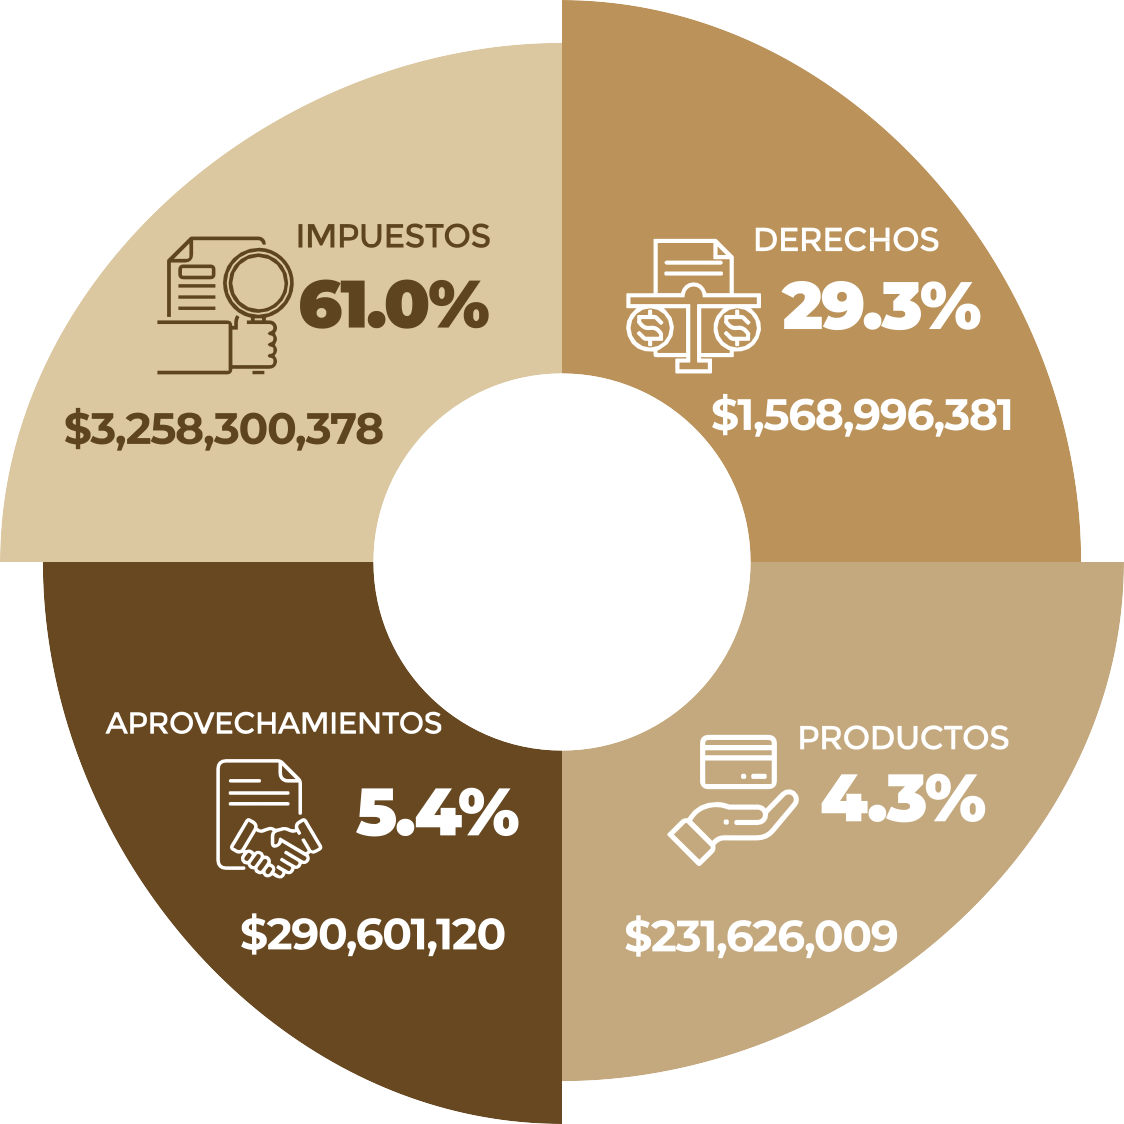 IMPUESTOS
61.0%
$3,258,300,378
DERECHOS
29.3%
$1,568,996,381
APROVECHAMIENTOS
5.4%
$290,601,120
PRODUCTOS
4.3%
$231,626,009